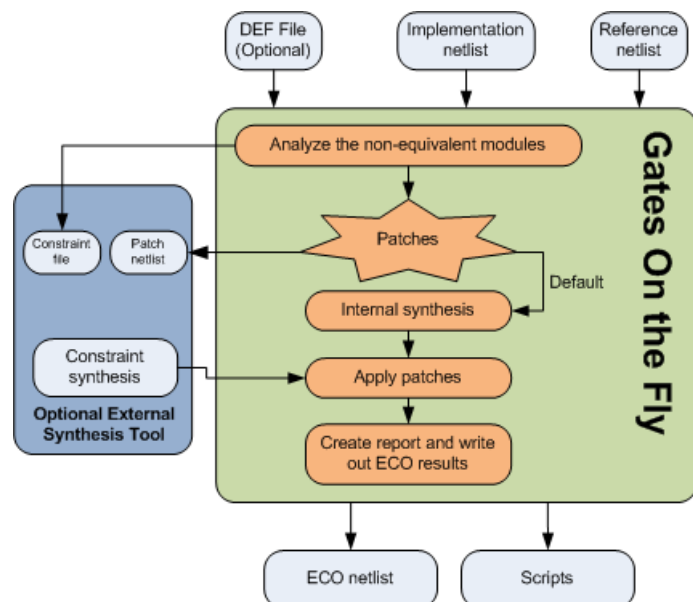 DEF File
(Optional)
Implementation
netlist
Reference
netlist
Analyze the non-equivalent modules
Gates On the Fly
Patches
Constraint
file
Patch
netlist
Default
Internal synthesis
Constraint
synthesis
Apply patches
Optional External
Synthesis Tool
Create report and write
out ECO results
ECO netlist
Scripts